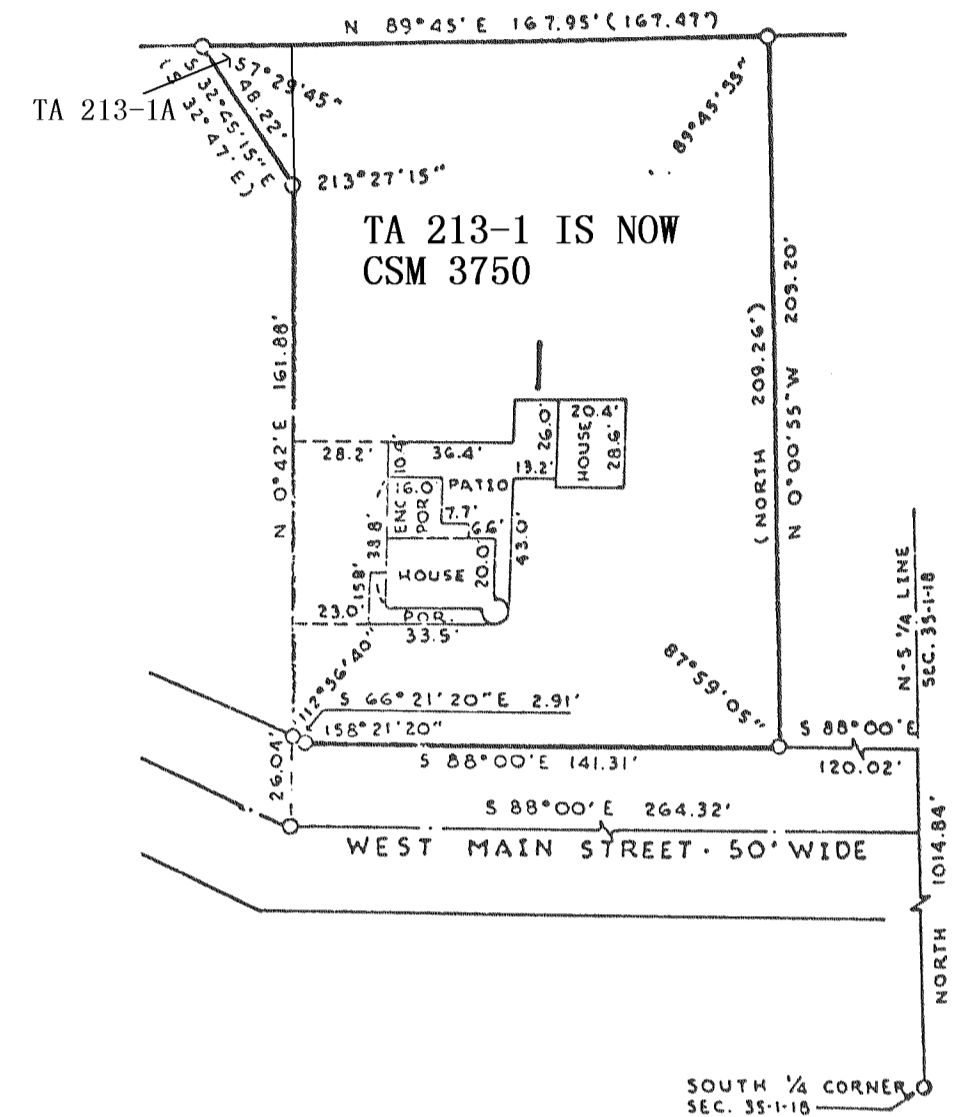 N 89°45' E 167.95' (167.47')
57°29'45"
48.22'
S 32°45'15" E
(S 32°47' E)
TA 213-1A
89°45'55"
213°27'15"
TA 213-1 IS NOW
CSM 3750
N 0°42'E 161.88'
(NORTH 209.26')
N 0°00'55"W 209.20'
28.2'
10.4'
36.4'
26.0'
20.4'
HOUSE
28.6'
13.2'
16.0'
PATIO
ENC
POR
7.7'
6.6'
43.0'
33.8'
HOUSE
20.0'
15.8'
23.0'
POR.
33.5'
112°56'40"
87°59'05"
N-S 1/4 LINE
SEC. 35-1-18
S 66°21'20"E 2.91'
158°21'20"
S 88°00'E 141.31'
S 88°00'E
120.02'
26.04'
S 88°00'E 264.32'
WEST MAIN STREET · 50' WIDE
NORTH 1014.84'
SOUTH 1/4 CORNER
SEC. 35-1-18